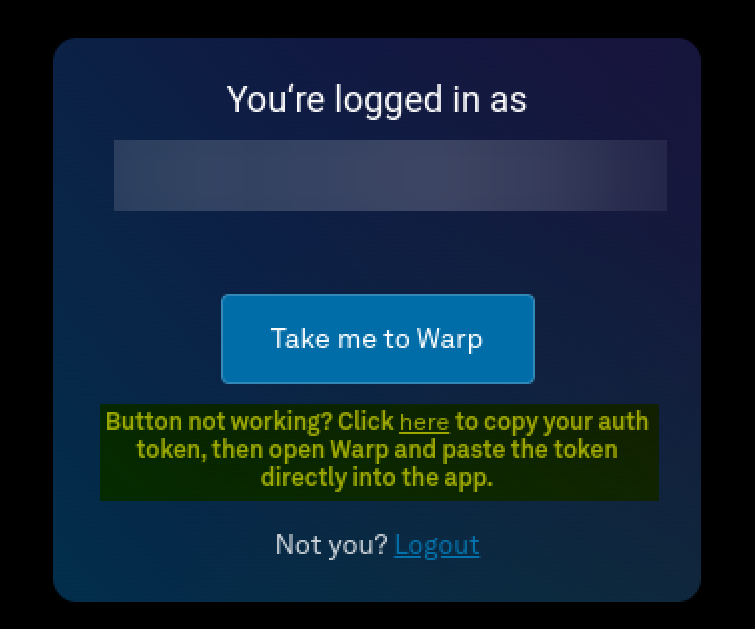 You‘re logged in as
Take me to Warp
Button not working? Click here to copy your auth
token, then open Warp and paste the token
directly into the app.
Not you? Logout